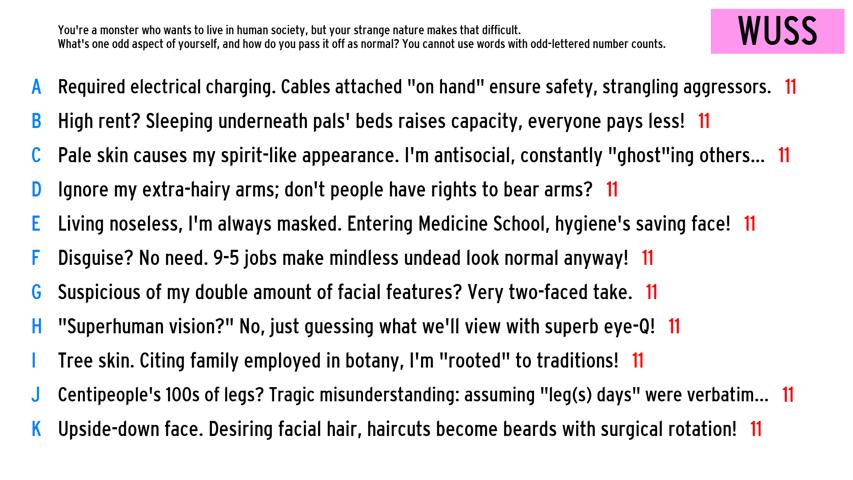 You're a monster who wants to live in human society, but your strange nature makes that difficult.
What's one odd aspect of yourself, and how do you pass it off as normal? You cannot use words with odd-lettered number counts.
WUSS
A Required electrical charging. Cables attached "on hand" ensure safety, strangling aggressors. 11
B High rent? Sleeping underneath pals' beds raises capacity, everyone pays less! 11
C Pale skin causes my spirit-like appearance. I'm antisocial, constantly "ghost"ing others... 11
D Ignore my extra-hairy arms; don't people have rights to bear arms? 11
E Living noseless, I'm always masked. Entering Medicine School, hygiene's saving face! 11
F Disguise? No need. 9-5 jobs make mindless undead look normal anyway! 11
G Suspicious of my double amount of facial features? Very two-faced take. 11
H "Superhuman vision?" No, just guessing what we'll view with superb eye-Q! 11
I Tree skin. Citing family employed in botany, I'm "rooted" to traditions! 11
J Centipeople's 100s of legs? Tragic misunderstanding: assuming "leg(s) days" were verbatim... 11
K Upside-down face. Desiring facial hair, haircuts become beards with surgical rotation! 11